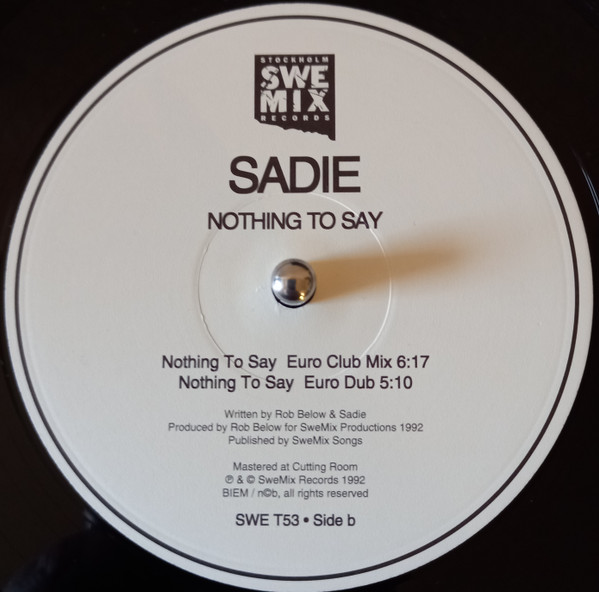 STOCKHOLM
SWE
MIX
RECORDS
SADIE
NOTHING TO SAY
Nothing To Say Euro Club Mix 6:17
Nothing To Say Euro Dub 5:10
Written by Rob Below & Sadie
Produced by Rob Below for SweMix Productions 1992
Published by SweMix Songs
Mastered at Cutting Room
℗ & © SweMix Records 1992
BIEM / n©b, all rights reserved
SWE T53 • Side b